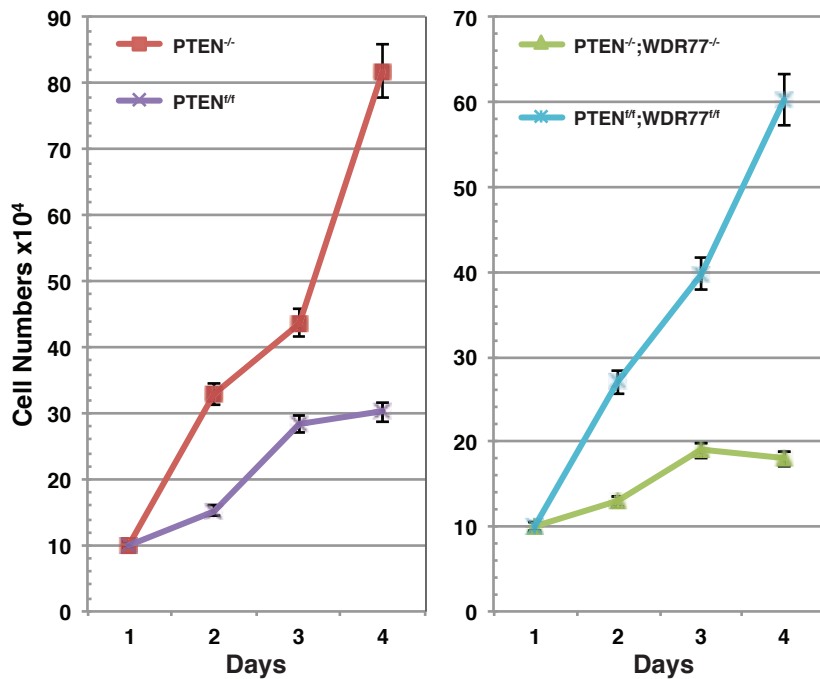 Cell Numbers x10⁴
90
80
70
60
50
40
30
20
10
0
PTEN⁻/⁻
PTENᶠ/ᶠ
1 2 3 4
Days
70
60
50
40
30
20
10
0
PTEN⁻/⁻;WDR77⁻/⁻
PTENᶠ/ᶠ;WDR77ᶠ/ᶠ
1 2 3 4
Days